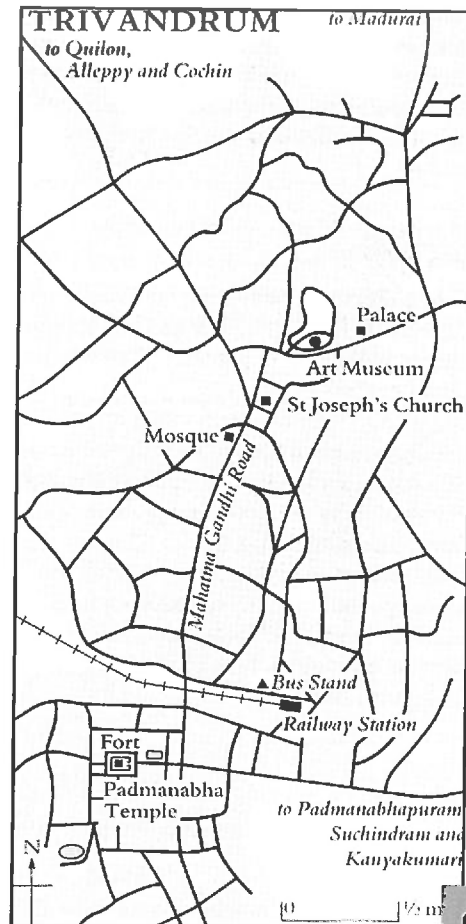 TRIVANDRUM
to Madurai
to Quilon,
Alleppy and Cochin
Palace
Art Museum
St Joseph's Church
Mosque
Mahatma Gandhi Road
Bus Stand
Railway Station
Fort
Padmanabha
Temple
to Padmanabhapuram,
Suchindram and
Kanyakumari
N
0 ½ m